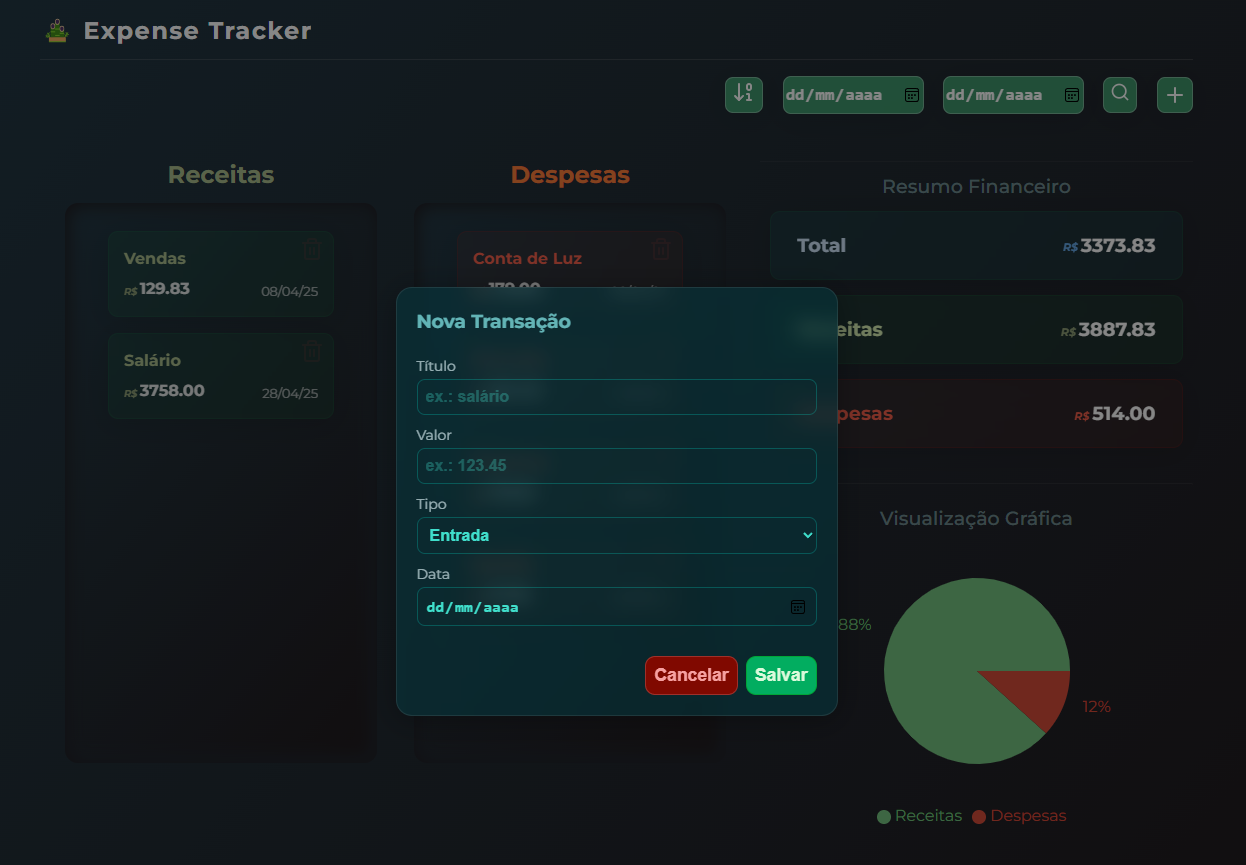 Expense Tracker
dd/mm/aaaa dd/mm/aaaa
Receitas
Vendas
R$ 129.83 08/04/25
Salário
R$ 3758.00 28/04/25
Despesas
Conta de Luz
179.00
Nova Transação
Título
ex.: salário
Valor
ex.: 123.45
Tipo
Entrada
Data
dd/mm/aaaa
Cancelar Salvar
Resumo Financeiro
Total R$ 3373.83
eitas R$ 3887.83
pesas R$ 514.00
Visualização Gráfica
88%
12%
Receitas Despesas